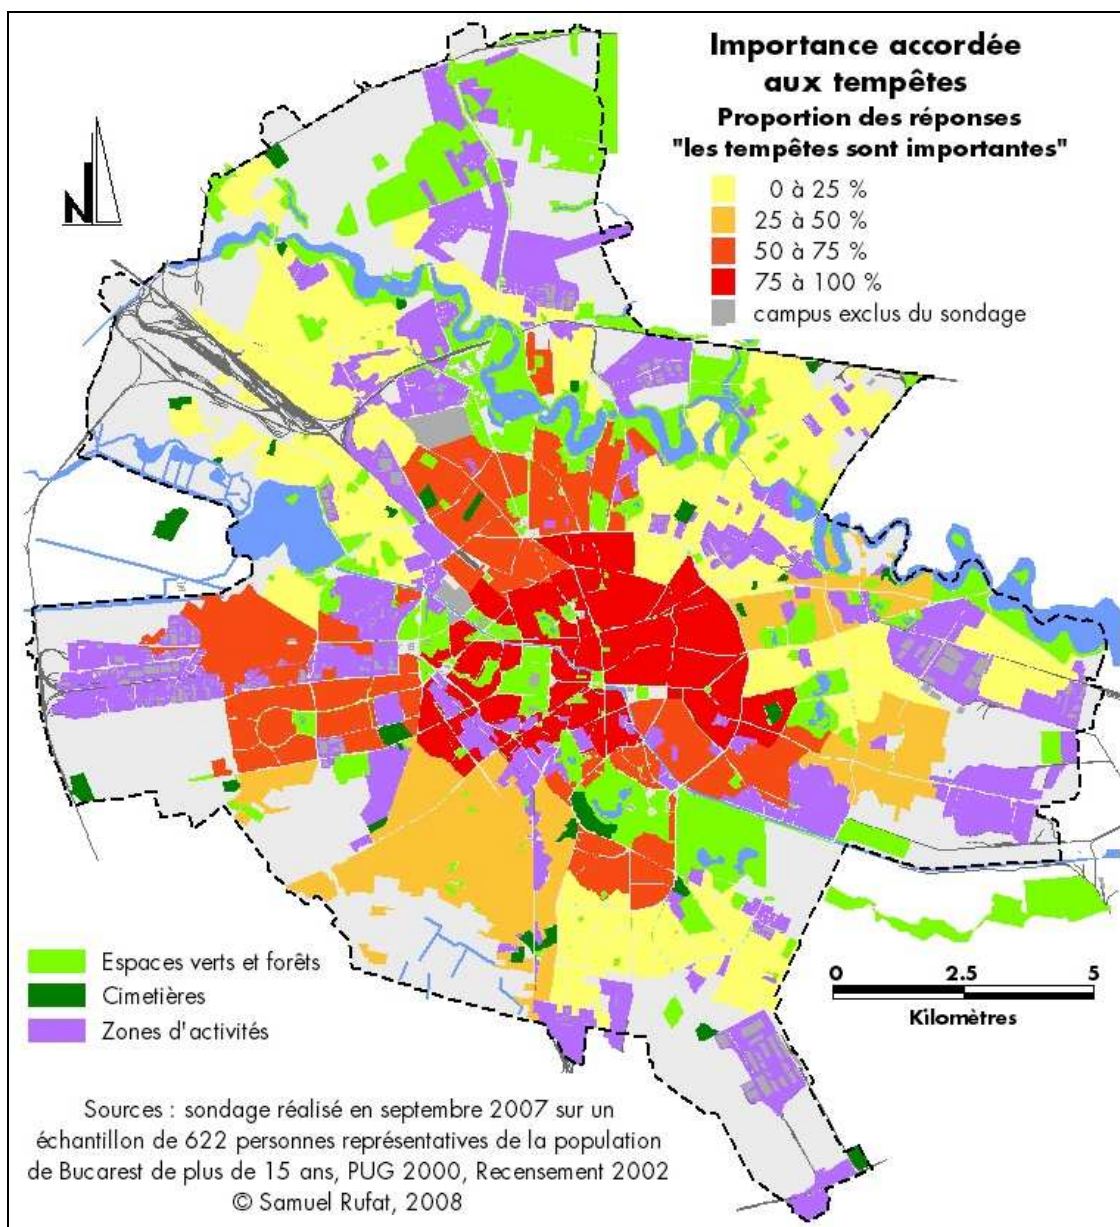 Importance accordée
aux tempêtes
Proportion des réponses
"les tempêtes sont importantes"
0 à 25 %
25 à 50 %
50 à 75 %
75 à 100 %
campus exclus du sondage
N
Espaces verts et forêts
Cimetières
Zones d'activités
0 2.5 5
Kilomètres
Sources : sondage réalisé en septembre 2007 sur un
échantillon de 622 personnes représentatives de la population
de Bucarest de plus de 15 ans, PUG 2000, Recensement 2002
© Samuel Rufat, 2008